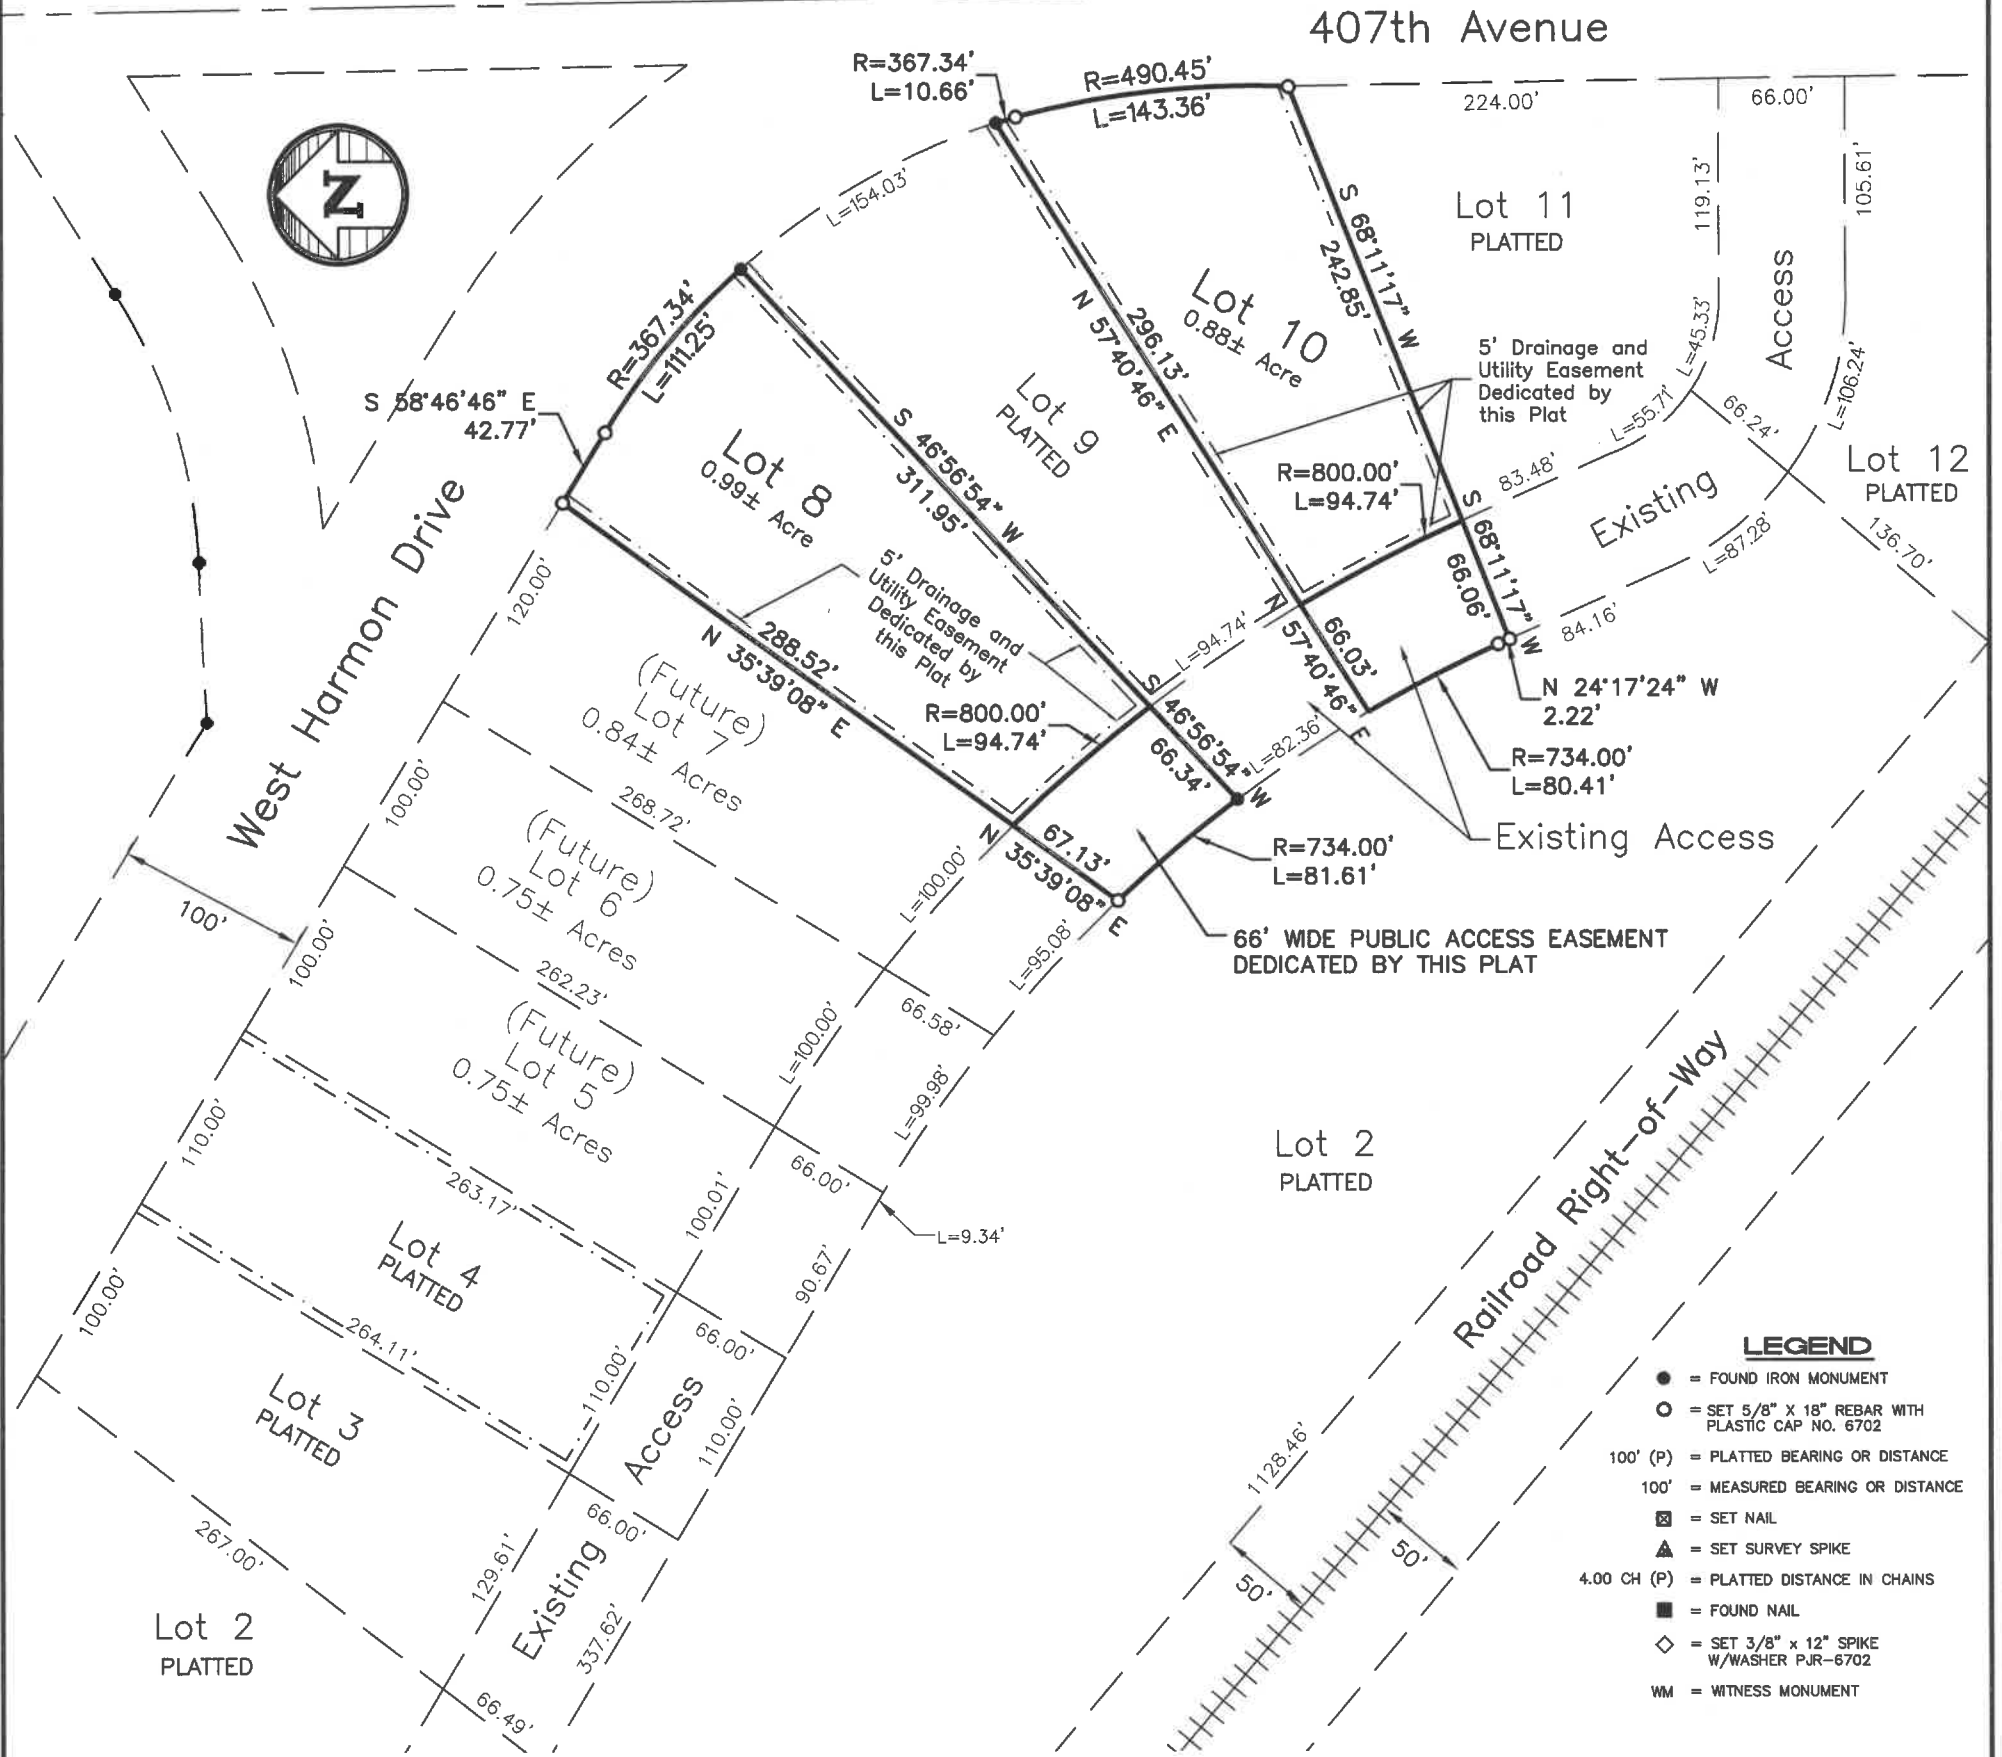 407th Avenue
R=367.34'
L=10.66'
R=490.45'
L=143.36'
224.00'
66.00'
N
L=154.03'
119.13'
105.61'
Lot 11
PLATTED
S 68°11'17" W
242.85'
Access
Lot 10
0.88± Acre
296.13'
N 57°40'46" E
R=367.34'
L=111.25'
S 58°46'46" E
42.77'
5' Drainage and
Utility Easement
Dedicated by
this Plat
L=45.33'
L=55.71'
66.24'
L=106.24'
Lot 9
PLATTED
Lot 8
0.99± Acre
S 46°56'54" W
311.95'
R=800.00'
L=94.74'
83.48'
Existing
Lot 12
PLATTED
L=87.28'
136.70'
West Harmon Drive
120.00'
5' Drainage and
Utility Easement
Dedicated by
this Plat
288.52'
N 35°39'08" E
S 68°11'17" W
66.06'
84.16'
N 57°40'46" E
66.03'
L=94.74'
N 24°17'24" W
2.22'
R=734.00'
L=80.41'
(Future)
Lot 7
0.84± Acres
R=800.00'
L=94.74'
S 46°56'54" W
66.34'
L=82.36'
Existing Access
100.00'
268.72'
(Future)
Lot 6
0.75± Acres
67.13'
N 35°39'08" E
R=734.00'
L=81.61'
100'
L=100.00'
66' WIDE PUBLIC ACCESS EASEMENT
DEDICATED BY THIS PLAT
100.00'
262.23'
L=95.08'
66.58'
(Future)
Lot 5
0.75± Acres
L=100.00'
L=99.98'
110.00'
263.17'
66.00'
100.01'
L=9.34'
Lot 2
PLATTED
Railroad Right-of-Way
Lot 4
PLATTED
90.67'
100.00'
264.11'
66.00'
110.00'
Lot 3
PLATTED
Existing Access
110.00'
66.00'
267.00'
129.61'
337.62'
Lot 2
PLATTED
66.49'
1128.46'
50'
50'
LEGEND
= FOUND IRON MONUMENT
= SET 5/8" X 18" REBAR WITH
PLASTIC CAP NO. 6702
100' (P) = PLATTED BEARING OR DISTANCE
100' = MEASURED BEARING OR DISTANCE
= SET NAIL
= SET SURVEY SPIKE
4.00 CH (P) = PLATTED DISTANCE IN CHAINS
= FOUND NAIL
= SET 3/8" x 12" SPIKE
W/WASHER PJR-6702
WM = WITNESS MONUMENT